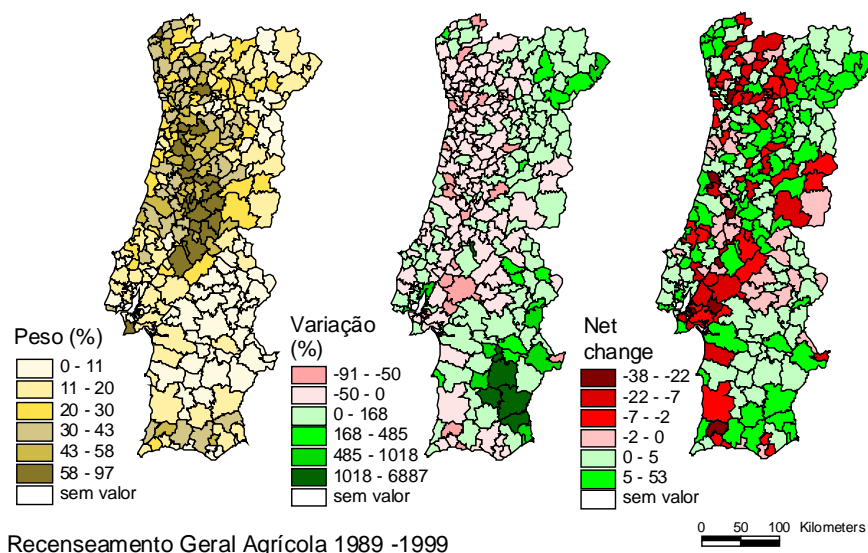 Peso (%)
0 - 11
11 - 20
20 - 30
30 - 43
43 - 58
58 - 97
sem valor
Variação
(%)
-91 - -50
-50 - 0
0 - 168
168 - 485
485 - 1018
1018 - 6887
sem valor
Net
change
-38 - -22
-22 - -7
-7 - -2
-2 - 0
0 - 5
5 - 53
sem valor
0 50 100 Kilometers
Recenseamento Geral Agrícola 1989 -1999